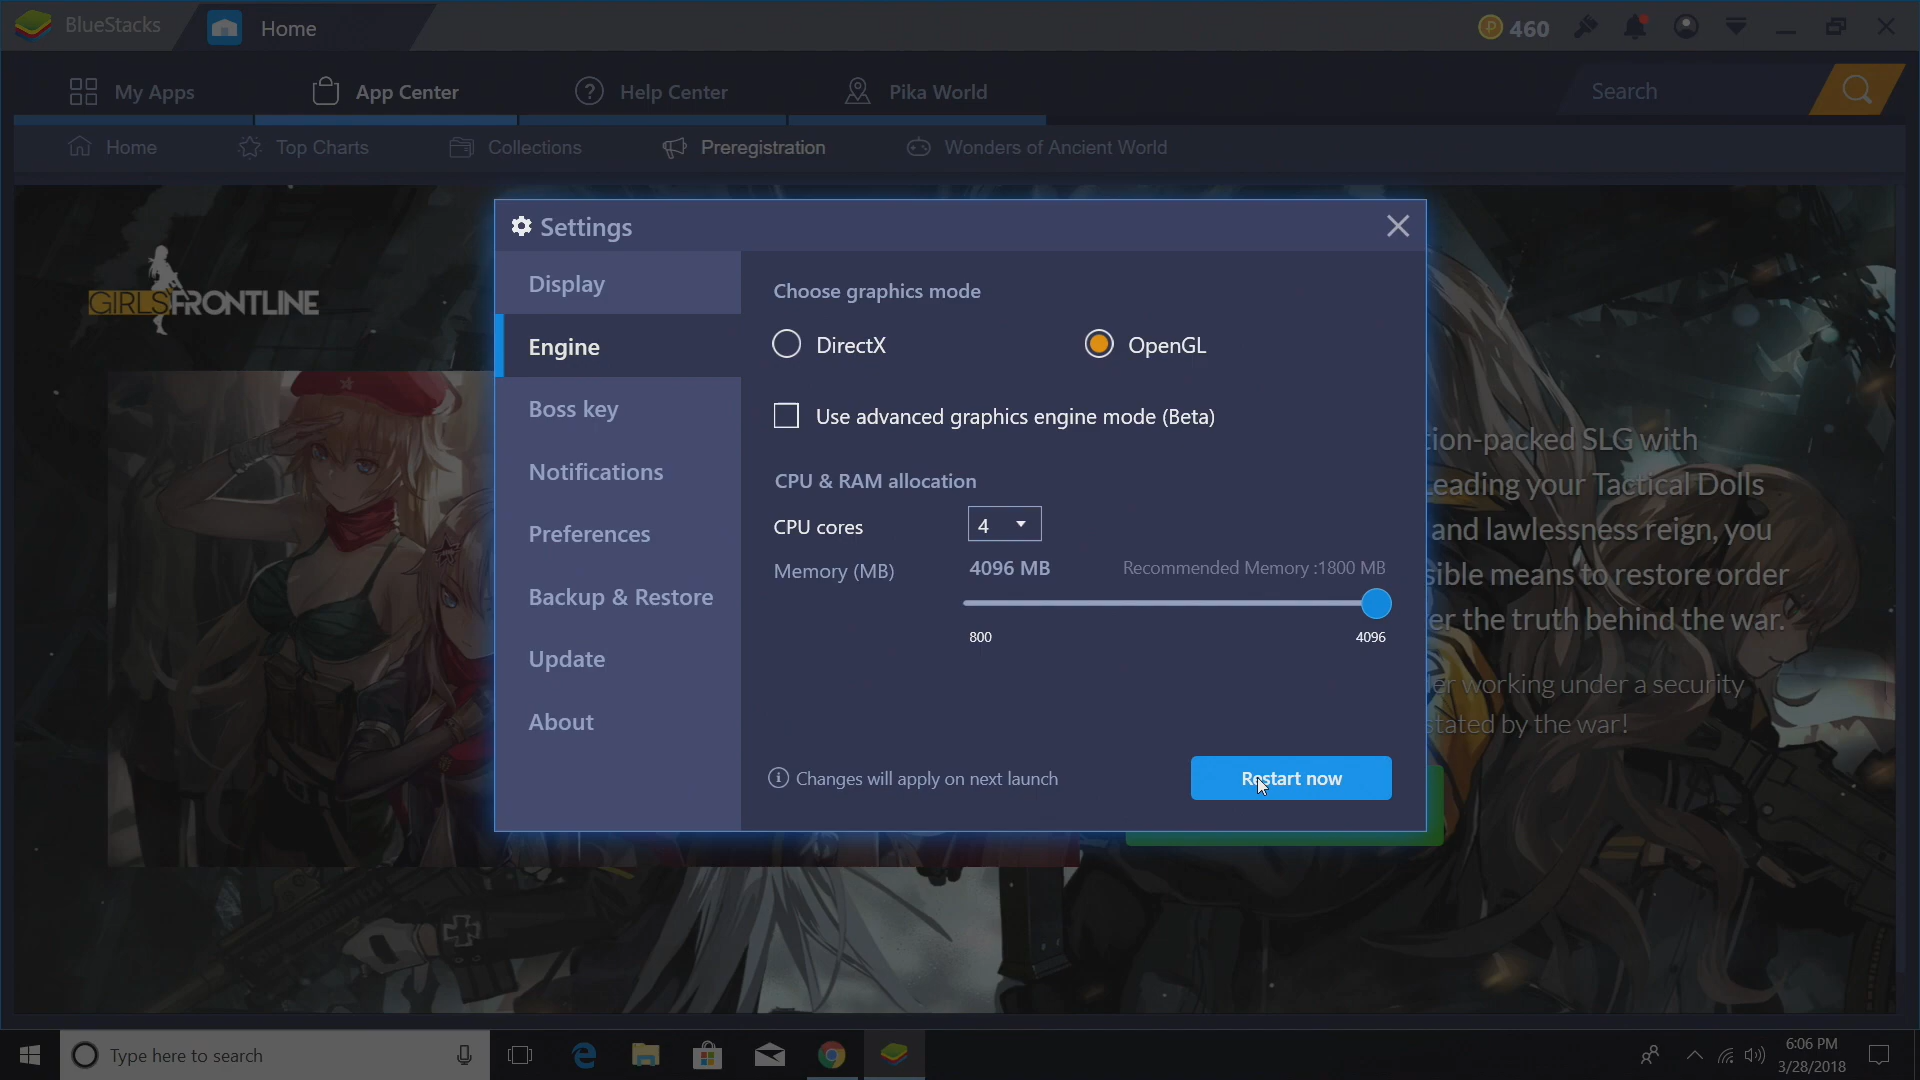 BlueStacks
Home
460
My Apps
App Center
Help Center
Pika World
Search
Home
Top Charts
Collections
Preregistration
Wonders of Ancient World
GIRLS' FRONTLINE
Settings
Display
Engine
Boss key
Notifications
Preferences
Backup & Restore
Update
About
Choose graphics mode
DirectX
OpenGL
Use advanced graphics engine mode (Beta)
CPU & RAM allocation
CPU cores
4
Memory (MB)
4096 MB
Recommended Memory :1800 MB
800
4096
Changes will apply on next launch
Restart now
tion-packed SLG with
Leading your Tactical Dolls
and lawlessness reign, you
sible means to restore order
er the truth behind the war.
er working under a security
stated by the war!
Type here to search
6:06 PM
3/28/2018